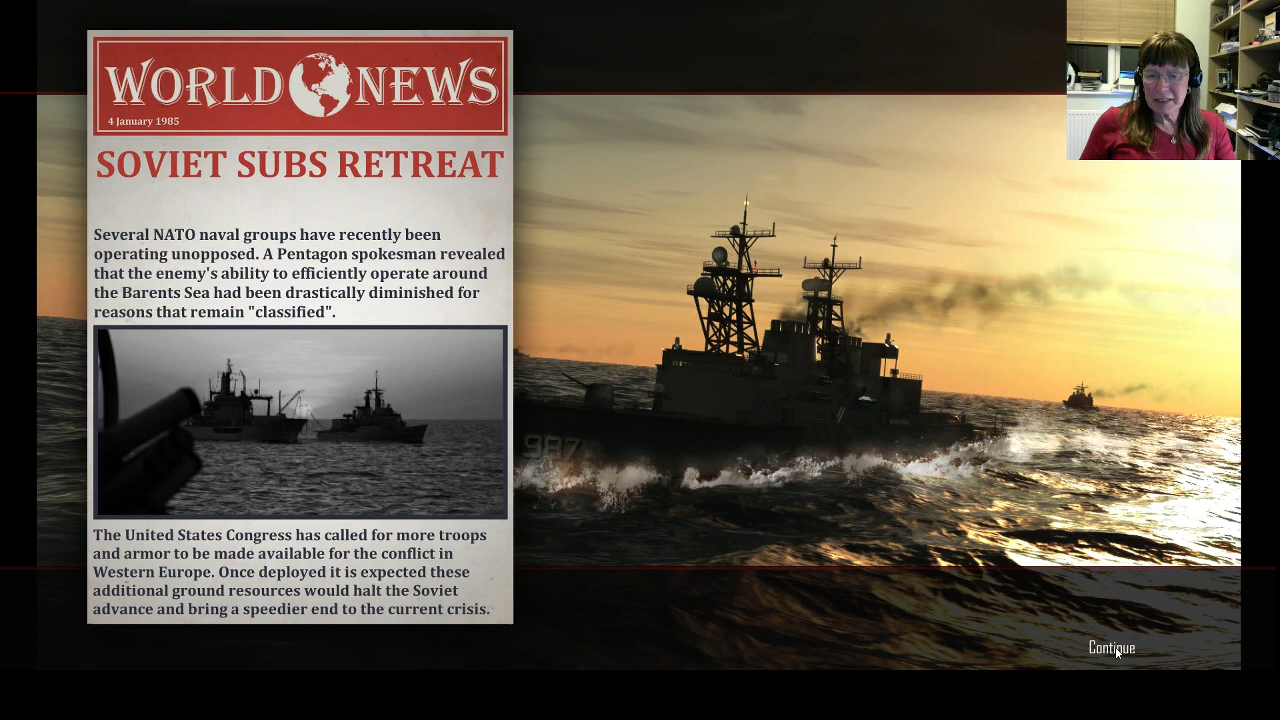 WORLD NEWS
4 January 1985
SOVIET SUBS RETREAT
Several NATO naval groups have recently been
operating unopposed. A Pentagon spokesman revealed
that the enemy's ability to efficiently operate around
the Barents Sea had been drastically diminished for
reasons that remain "classified".
987
The United States Congress has called for more troops
and armor to be made available for the conflict in
Western Europe. Once deployed it is expected these
additional ground resources would halt the Soviet
advance and bring a speedier end to the current crisis.
Continue